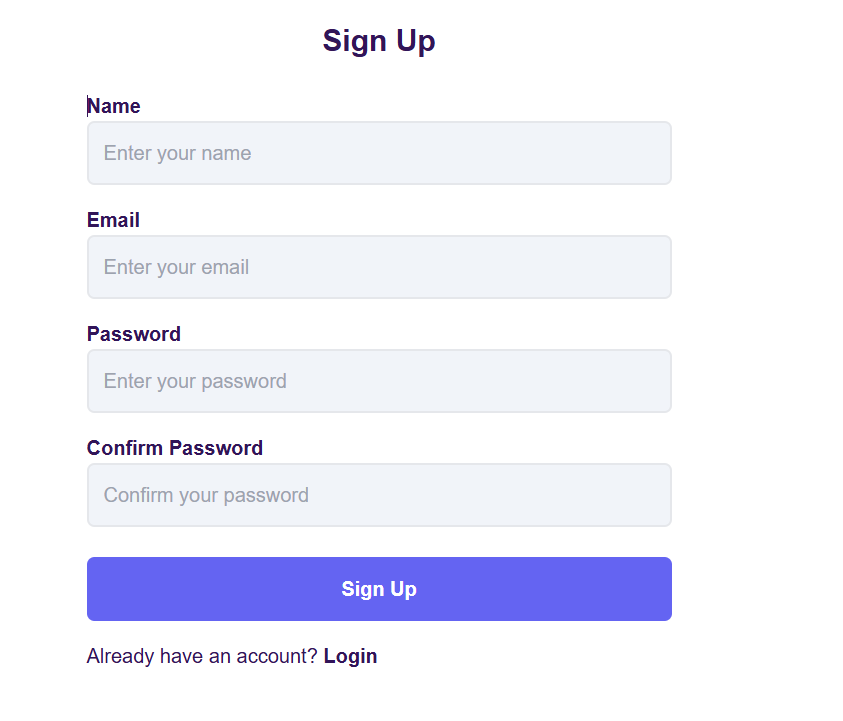 Sign Up
Name
Enter your name
Email
Enter your email
Password
Enter your password
Confirm Password
Confirm your password
Sign Up
Already have an account? Login